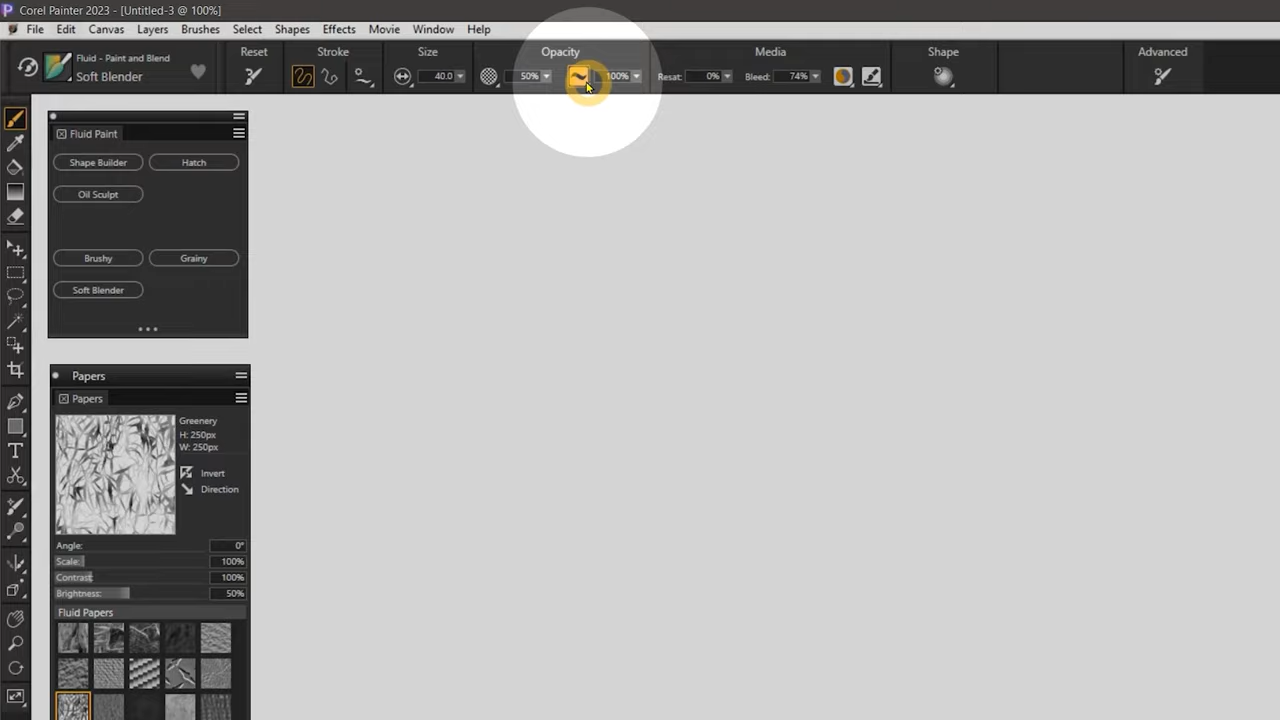 Corel Painter 2023 - [Untitled-3 @ 100%]
File Edit Canvas Layers Brushes Select Shapes Effects Movie Window Help
Fluid - Paint and Blend
Soft Blender
Reset
Stroke
Size
40.0
Opacity
50%
100%
Media
Resat: 0%
Bleed: 74%
Shape
Advanced
Fluid Paint
Shape Builder
Hatch
Oil Sculpt
Brushy
Grainy
Soft Blender
Papers
Papers
Greenery
H: 250px
W: 250px
Invert
Direction
Angle: 0°
Scale: 100%
Contrast: 100%
Brightness: 50%
Fluid Papers
T